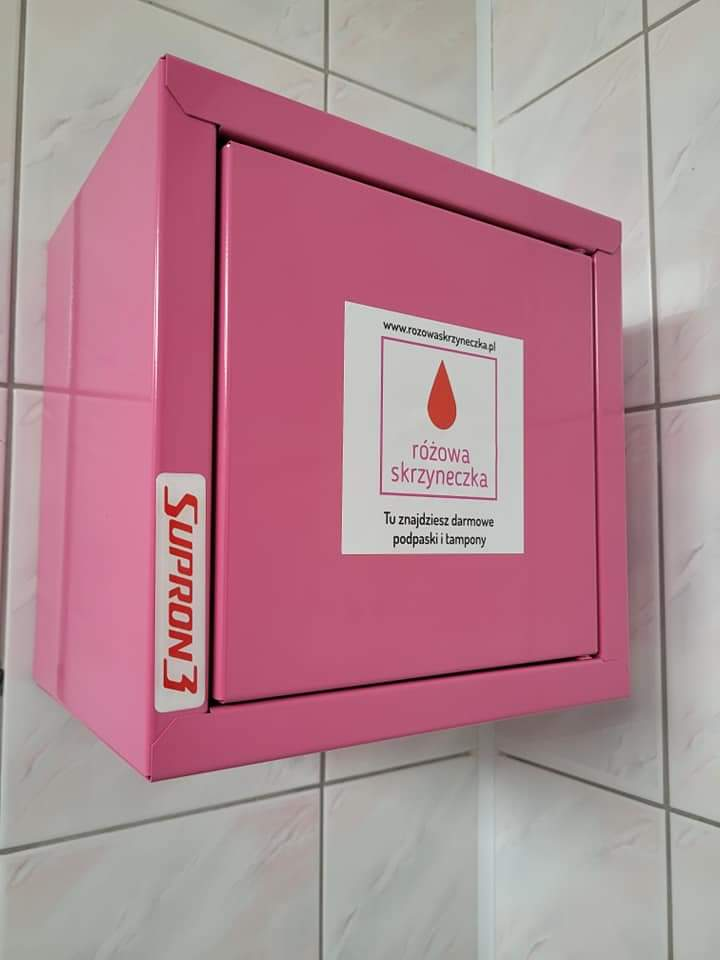 www.rozowaskrzyneczka.pl
różowa
skrzyneczka
Tu znajdziesz darmowe
podpaski i tampony
SUPRON3